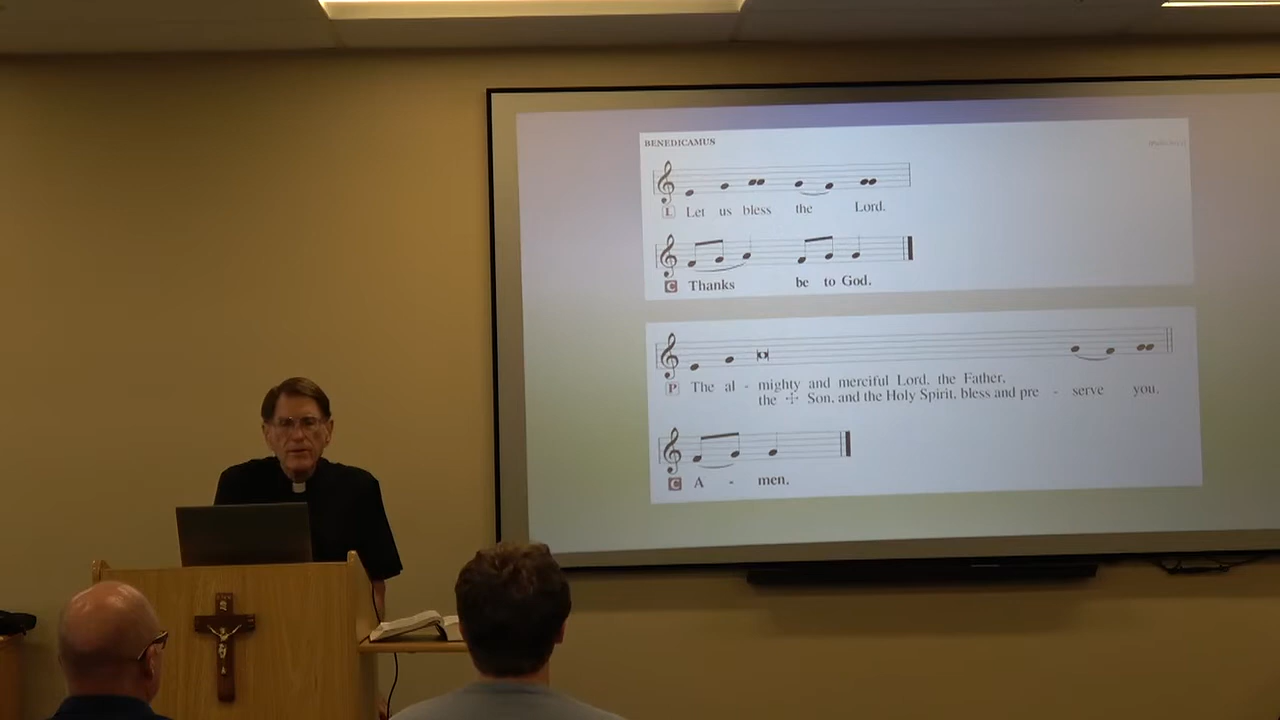 BENEDICAMUS
L Let us bless the Lord.
C Thanks be to God.
P The al - mighty and merciful Lord, the Father,
the ☩ Son, and the Holy Spirit, bless and pre - serve you.
C A - men.